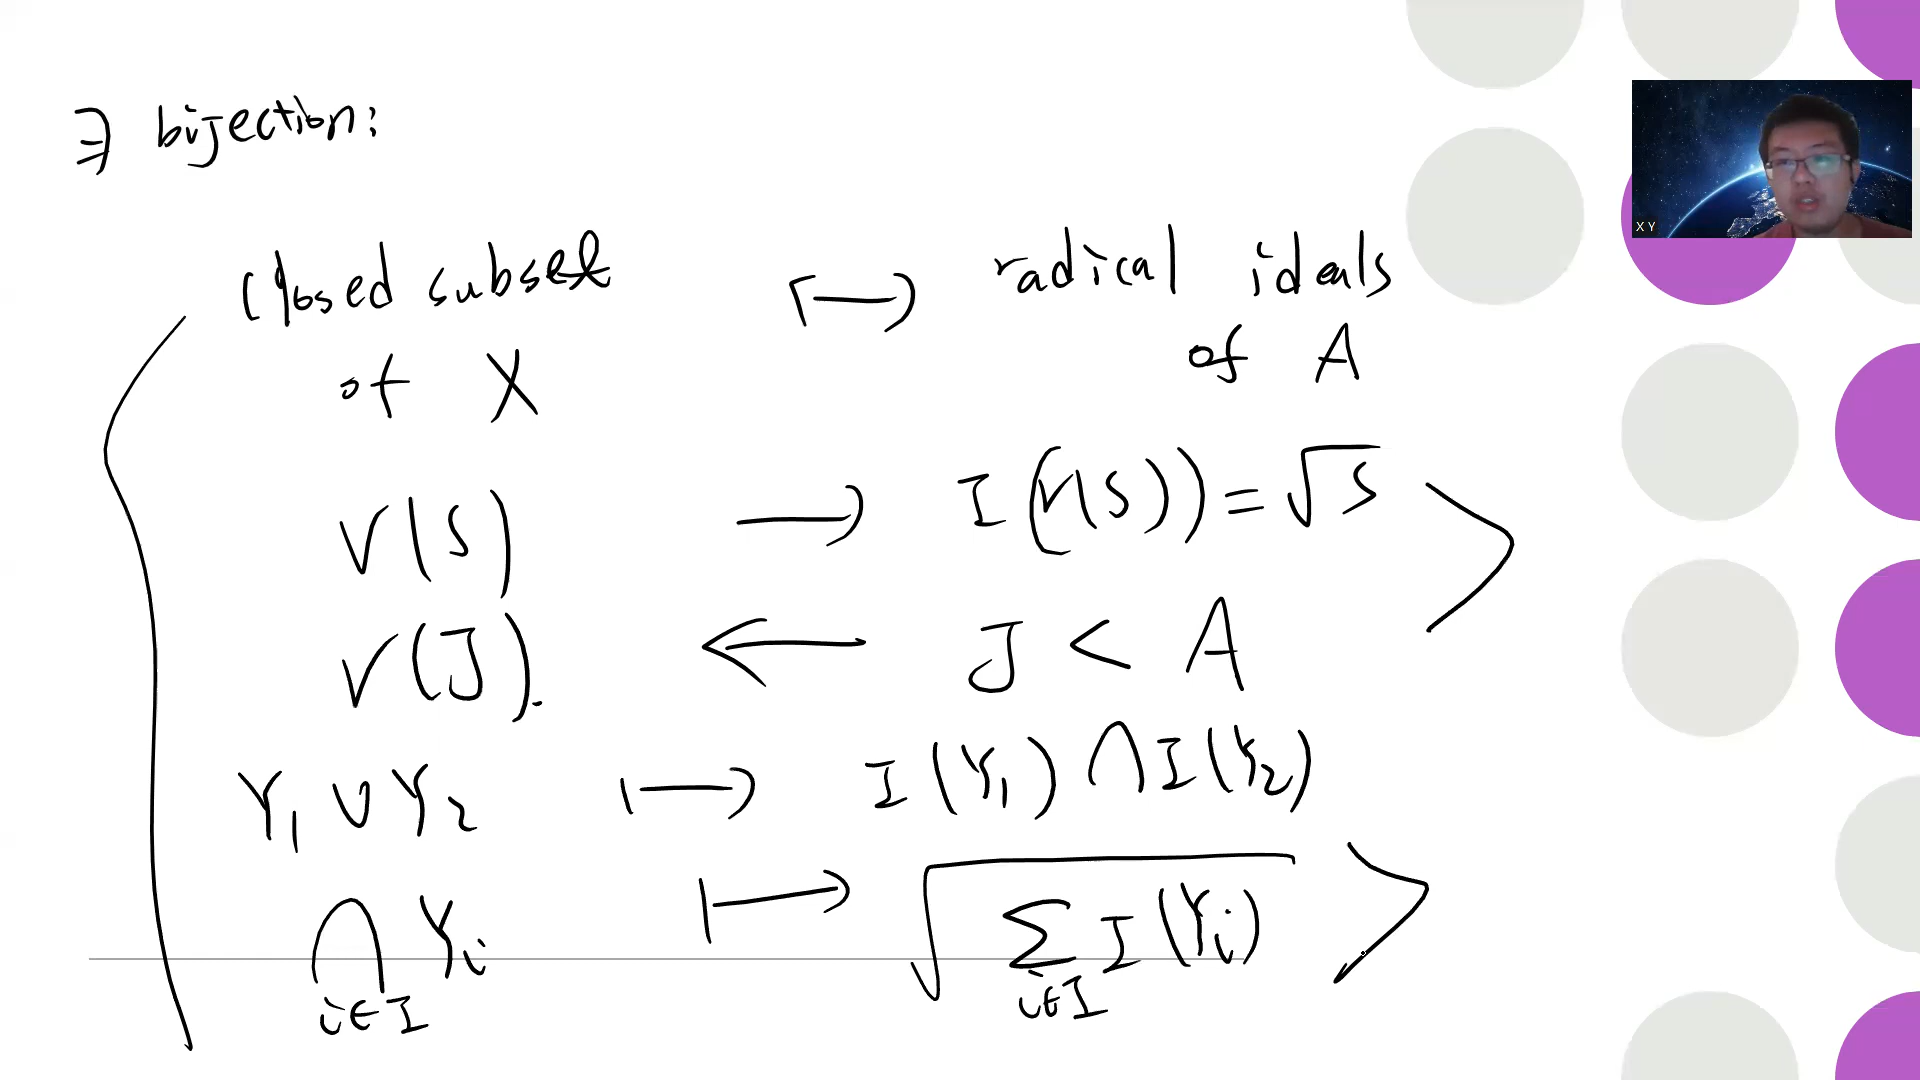 ∃ bijection:
closed subset ↦ radical ideals
of X of A
V(S) → I(V(S)) = √S
V(J). ← J < A
Y₁ ∪ Y₂ ↦ I(Y₁) ∩ I(Y₂)
⋂ Yᵢ ↦ √(∑ I(Yᵢ))
i∈I i∈I
X Y